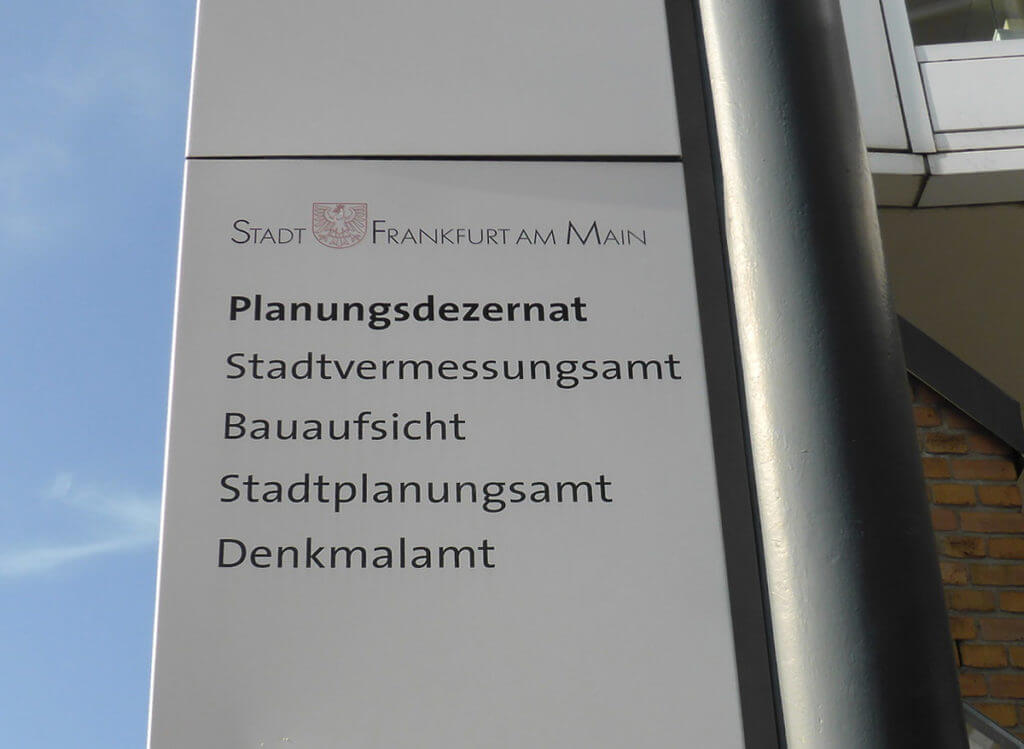 Stadt Frankfurt am Main
Planungsdezernat
Stadtvermessungsamt
Bauaufsicht
Stadtplanungsamt
Denkmalamt